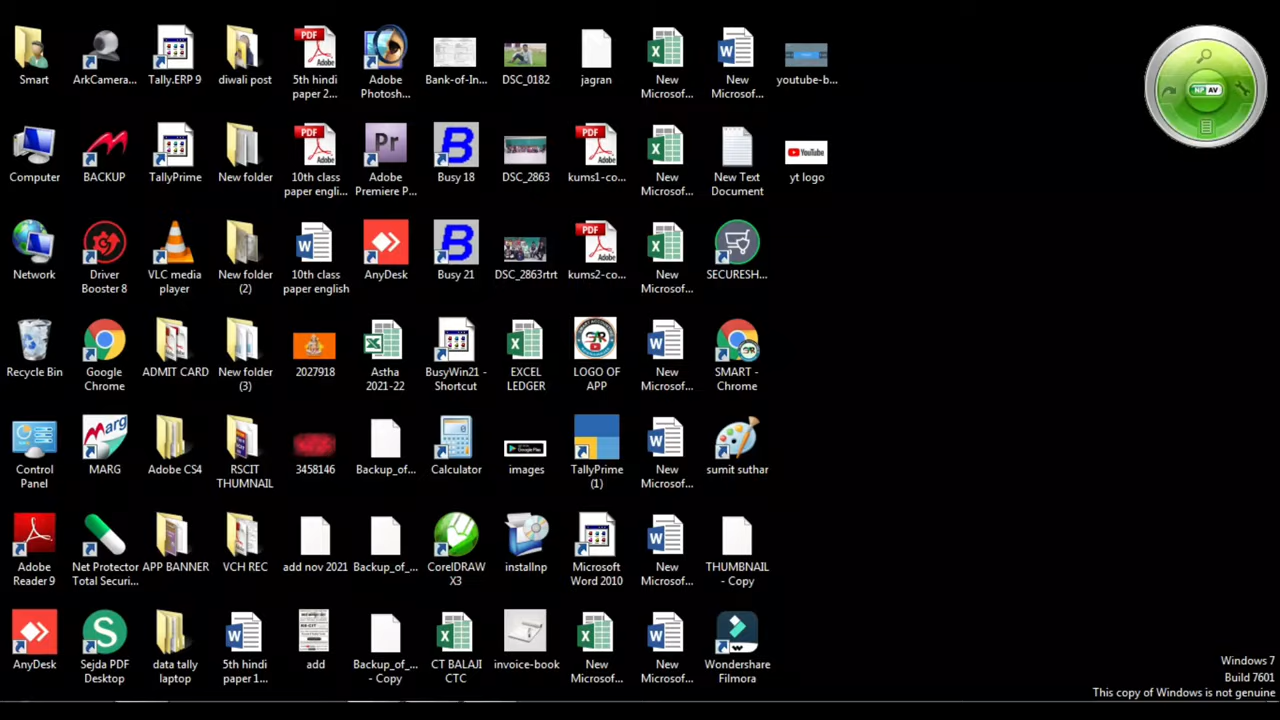 Smart
ArkCamera...
Tally.ERP 9
diwali post
5th hindi
paper 2...
Adobe
Photosh...
Bank-of-In...
DSC_0182
jagran
New
Microsof...
New
Microsof...
youtube-b...
Computer
BACKUP
TallyPrime
New folder
10th class
paper engli...
Adobe
Premiere P...
Busy 18
DSC_2863
kums1-co...
New
Microsof...
New Text
Document
YouTube
yt logo
Network
Driver
Booster 8
VLC media
player
New folder
(2)
10th class
paper english
AnyDesk
Busy 21
DSC_2863rtrt
kums2-co...
New
Microsof...
SECURESH...
Recycle Bin
Google
Chrome
ADMIT CARD
New folder
(3)
2027918
Astha
2021-22
BusyWin21 -
Shortcut
EXCEL
LEDGER
LOGO OF
APP
New
Microsof...
SMART -
Chrome
Control
Panel
MARG
Adobe CS4
RSCIT
THUMNAIL
3458146
Backup_of...
Calculator
images
TallyPrime
(1)
New
Microsof...
sumit suthar
Adobe
Reader 9
Net Protector
Total Securi...
APP BANNER
VCH REC
add nov 2021
Backup_of_...
CorelDRAW
X3
installnp
Microsoft
Word 2010
New
Microsof...
THUMBNAIL
- Copy
AnyDesk
Sejda PDF
Desktop
data tally
laptop
5th hindi
paper 1...
add
Backup_of_...
- Copy
CT BALAJI
CTC
invoice-book
New
Microsof...
New
Microsof...
Wondershare
Filmora
NP AV
Windows 7
Build 7601
This copy of Windows is not genuine